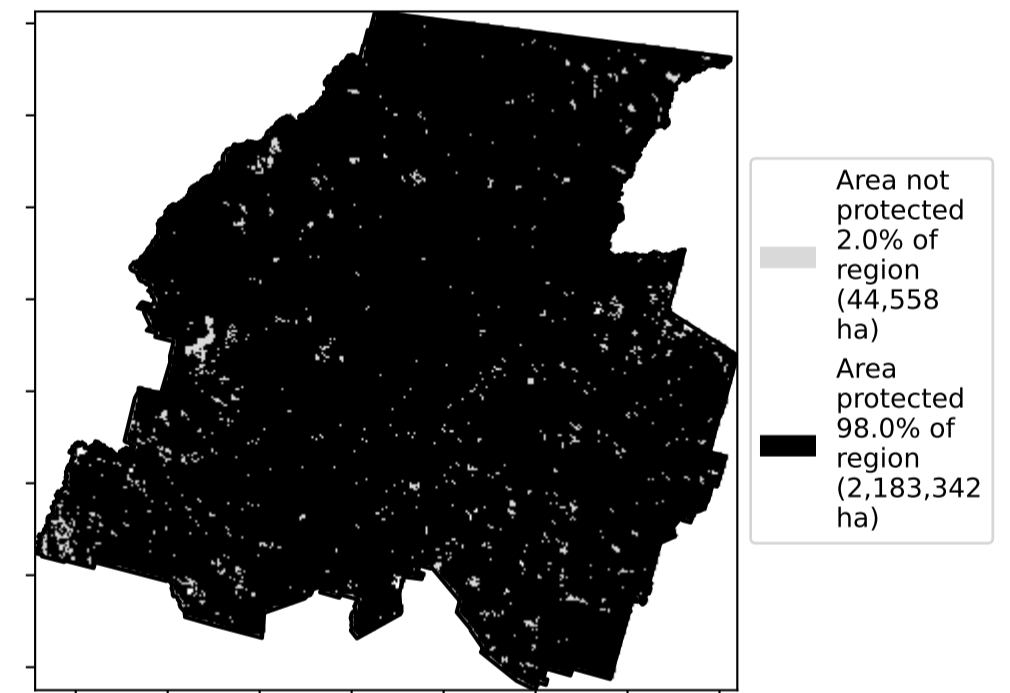 Area not
protected
2.0% of
region
(44,558
ha)
Area
protected
98.0% of
region
(2,183,342
ha)